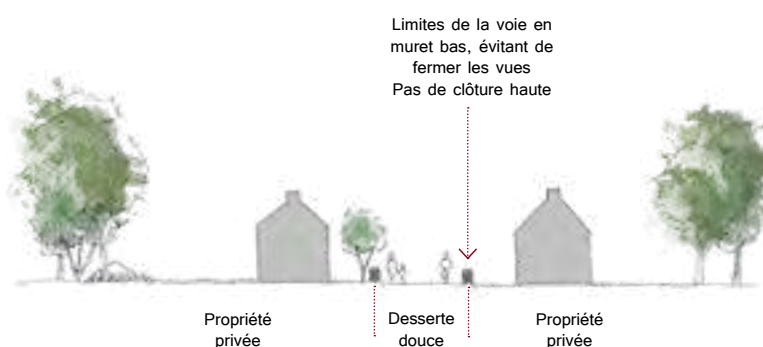 Limites de la voie en
muret bas, évitant de
fermer les vues
Pas de clôture haute
Propriété
privée
Desserte
douce
Propriété
privée